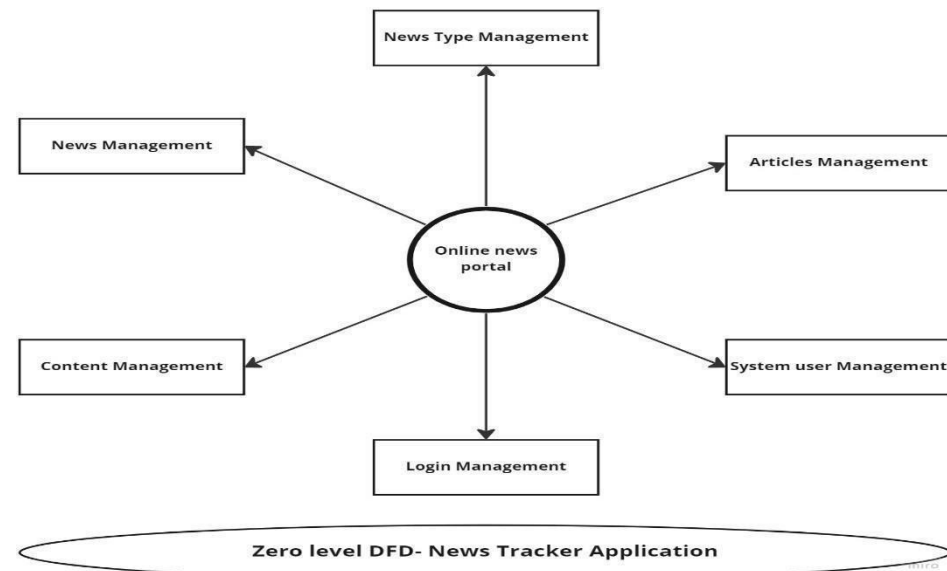 News Type Management
News Management
Articles Management
Online news
portal
Content Management
System user Management
Login Management
Zero level DFD- News Tracker Application
miro